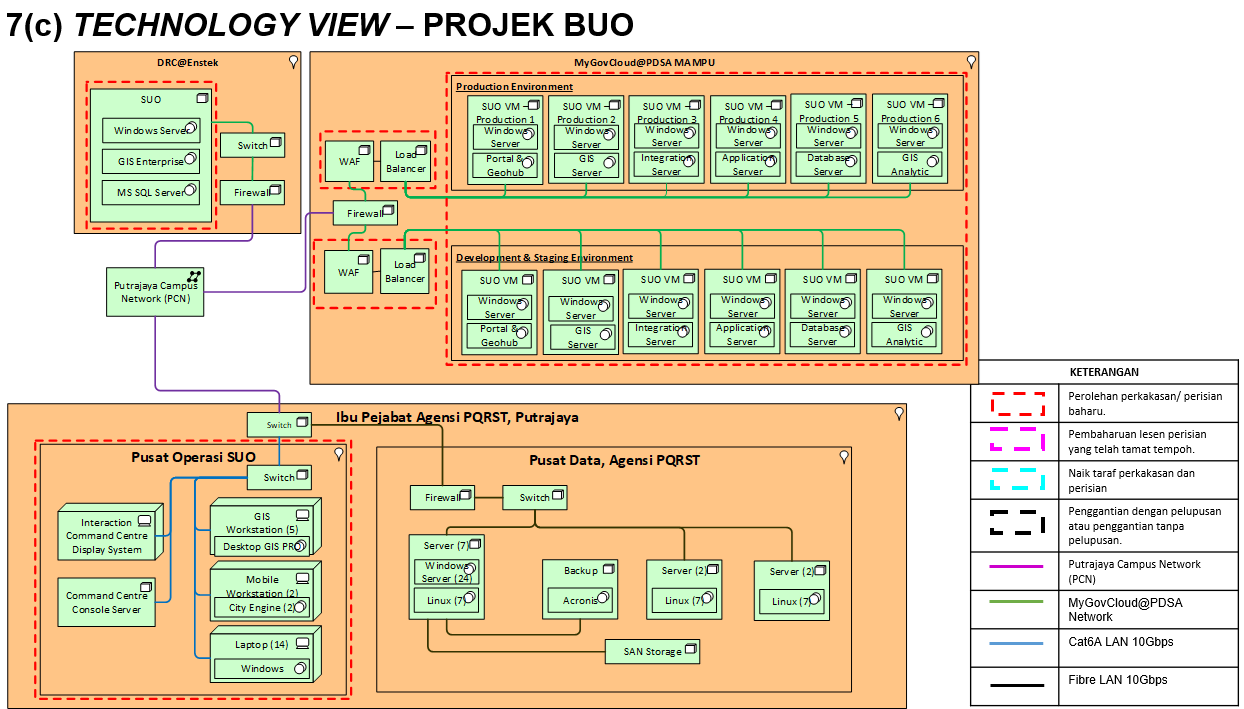 7(c) TECHNOLOGY VIEW – PROJEK BUO
DRC@Enstek
SUO
Windows Server
GIS Enterprise
MS SQL Server
Switch
Firewall
Putrajaya Campus
Network (PCN)
MyGovCloud@PDSA MAMPU
WAF
Load
Balancer
Firewall
WAF
Load
Balancer
Production Environment
SUO VM –
Production 1
Windows
Server
Portal &
Geohub
SUO VM –
Production 2
Windows
Server
GIS
Server
SUO VM –
Production 3
Windows
Server
Integration
Server
SUO VM –
Production 4
Windows
Server
Application
Server
SUO VM –
Production 5
Windows
Server
Database
Server
SUO VM –
Production 6
Windows
Server
GIS
Analytic
Development & Staging Environment
SUO VM
Windows
Server
Portal &
Geohub
SUO VM
Windows
Server
GIS
Server
SUO VM
Windows
Server
Integration
Server
SUO VM
Windows
Server
Application
Server
SUO VM
Windows
Server
Database
Server
SUO VM
Windows
Server
GIS
Analytic
Ibu Pejabat Agensi PQRST, Putrajaya
Switch
Pusat Operasi SUO
Switch
Interaction
Command Centre
Display System
Command Centre
Console Server
GIS
Workstation (5)
Desktop GIS PRO
Mobile
Workstation (2)
City Engine (2)
Laptop (14)
Windows
Pusat Data, Agensi PQRST
Firewall
Switch
Server (7)
Windows
Server (24)
Linux (7)
Backup
Acronis
Server (2)
Linux (7)
Server (2)
Linux (7)
SAN Storage
KETERANGAN
Perolehan perkakasan/ perisian
baharu.
Pembaharuan lesen perisian
yang telah tamat tempoh.
Naik taraf perkakasan dan
perisian
Penggantian dengan pelupusan
atau penggantian tanpa
pelupusan.
Putrajaya Campus Network
(PCN)
MyGovCloud@PDSA
Network
Cat6A LAN 10Gbps
Fibre LAN 10Gbps